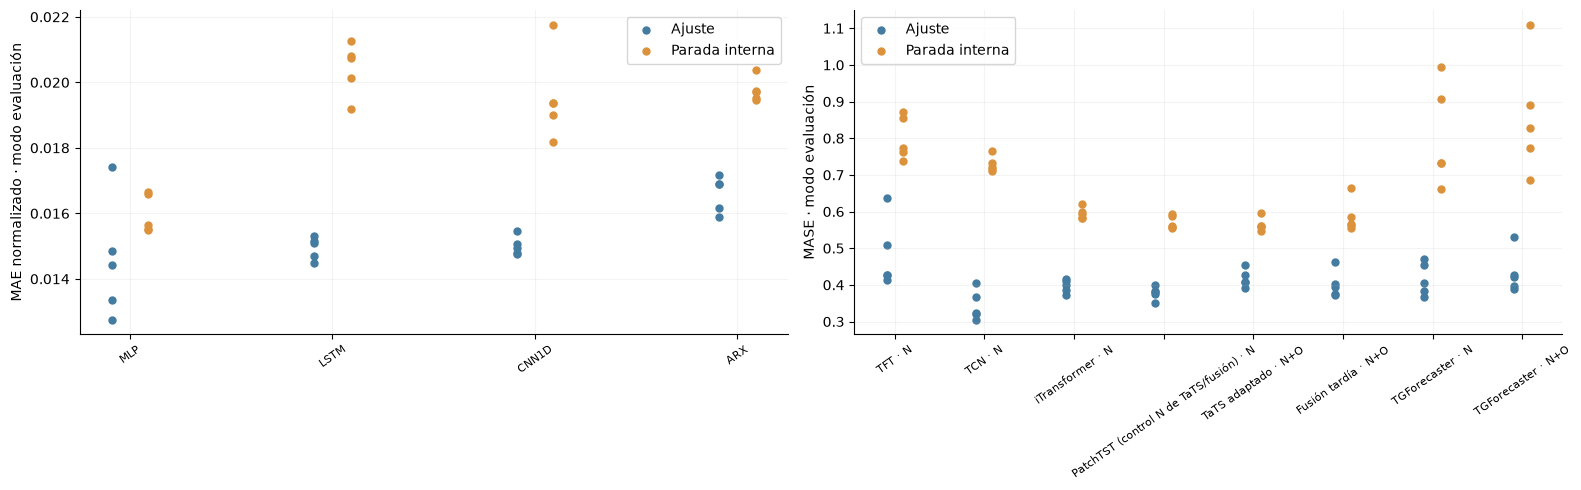 MAE normalizado · modo evaluación
0.022
0.020
0.018
0.016
0.014
Ajuste
Parada interna
MLP
LSTM
CNN1D
ARX
MASE · modo evaluación
1.1
1.0
0.9
0.8
0.7
0.6
0.5
0.4
0.3
Ajuste
Parada interna
TFT · N
TCN · N
iTransformer · N
PatchTST (control N de TaTS/fusión) · N
TaTS adaptado · N+O
Fusión tardía · N+O
TGForecaster · N
TGForecaster · N+O